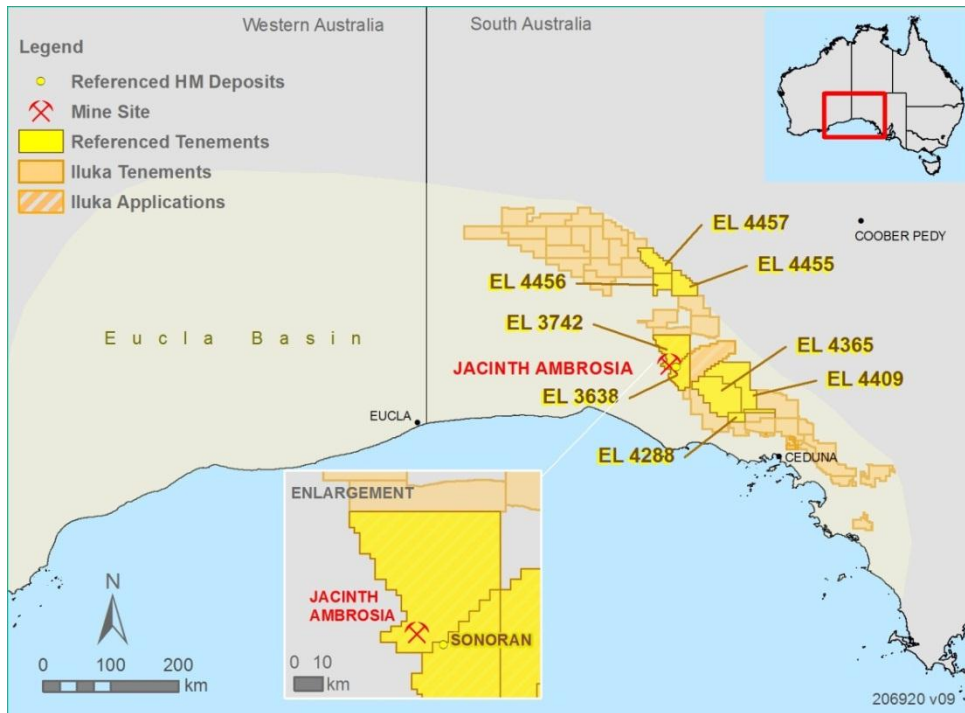 Western Australia
South Australia
Legend
Referenced HM Deposits
Mine Site
Referenced Tenements
Iluka Tenements
Iluka Applications
EL 4457
COOBER PEDY
EL 4455
EL 4456
Eucla Basin
EL 3742
EL 4365
JACINTH AMBROSIA
EL 4409
EL 3638
EUCLA
EL 4288
CEDUNA
ENLARGEMENT
JACINTH
AMBROSIA
SONORAN
N
0 100 200
km
0 10
km
206920 v09